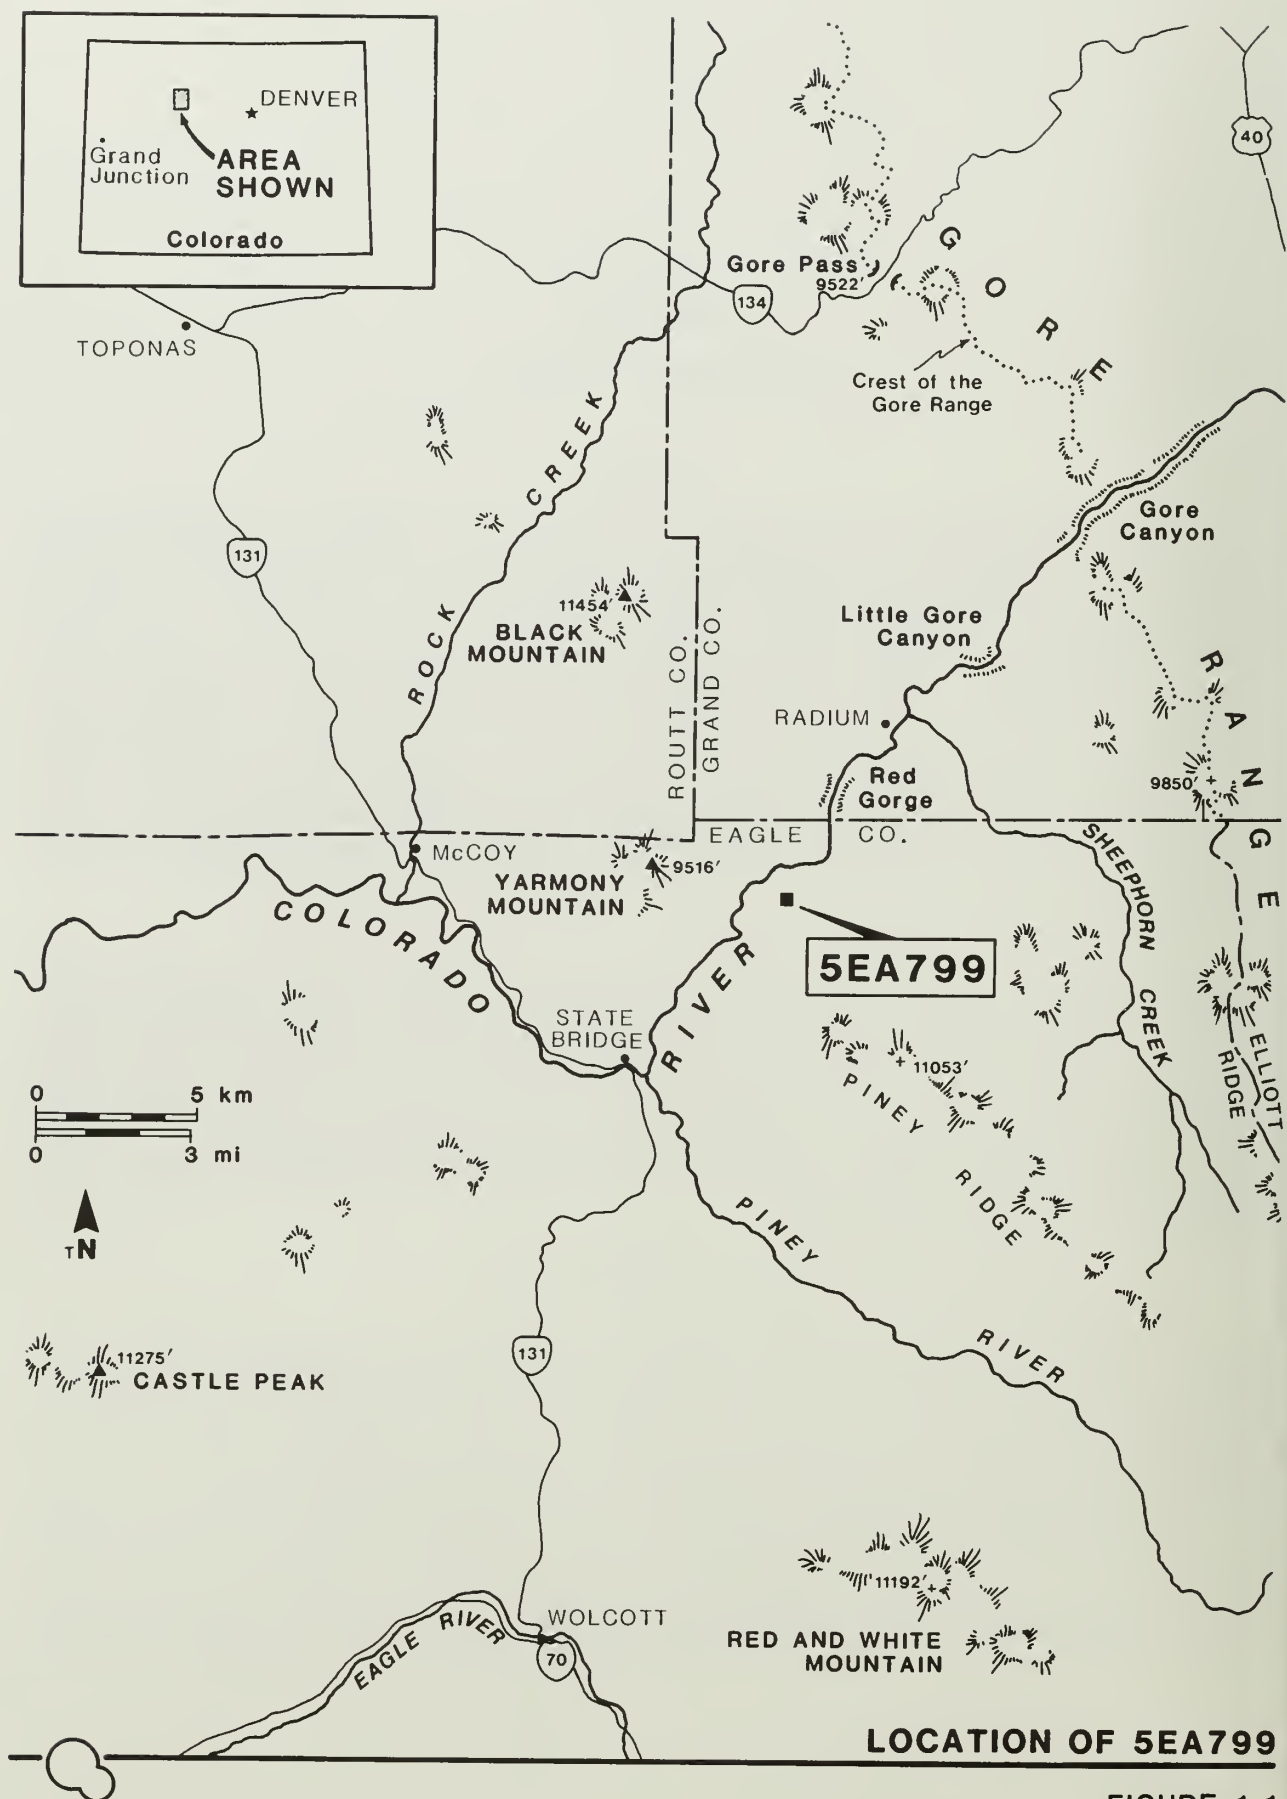 DENVER
Grand
Junction
AREA
SHOWN
Colorado
40
GORE
Gore Pass
9522′
134
TOPONAS
Crest of the
Gore Range
ROCK CREEK
Gore
Canyon
131
11454′
BLACK
MOUNTAIN
Little Gore
Canyon
ROUTT CO.
GRAND CO.
RADIUM
RANGE
Red
Gorge
9850′
EAGLE CO.
McCOY
9516′
YARMONY
MOUNTAIN
SHEEPHORN CREEK
COLORADO RIVER
5EA799
STATE
BRIDGE
11053′
PINEY RIDGE
ELLIOTT
RIDGE
0 5 km
0 3 mi
TN
PINEY RIVER
131
11275′
CASTLE PEAK
11192′
RED AND WHITE
MOUNTAIN
WOLCOTT
EAGLE RIVER
70
LOCATION OF 5EA799